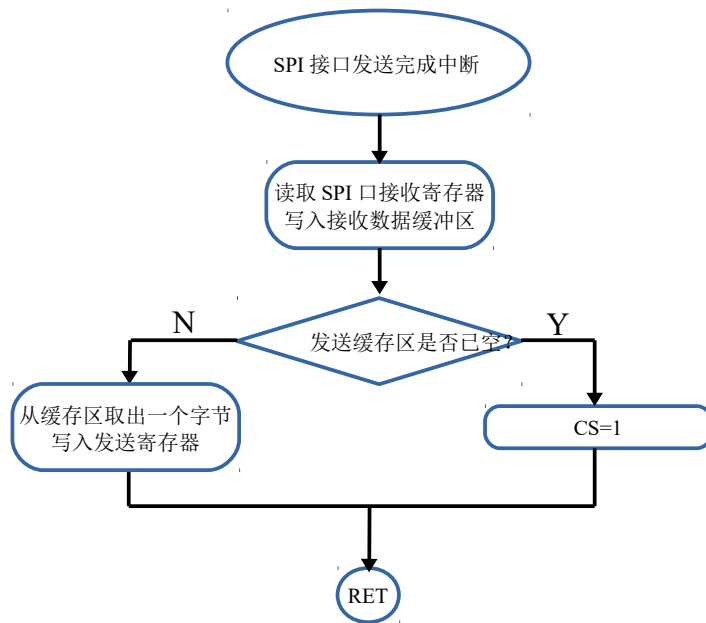 SPI 接口发送完成中断
读取 SPI 口接收寄存器
写入接收数据缓冲区
N
发送缓存区是否已空?
Y
从缓存区取出一个字节
写入发送寄存器
CS=1
RET